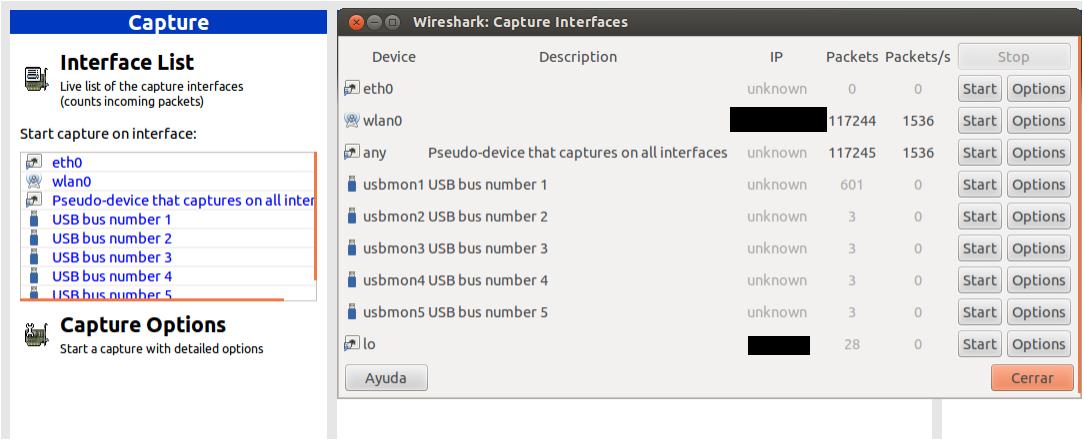 Capture
Interface List
Live list of the capture interfaces
(counts incoming packets)
Start capture on interface:
eth0
wlan0
Pseudo-device that captures on all inter
USB bus number 1
USB bus number 2
USB bus number 3
USB bus number 4
USB bus number 5
Capture Options
Start a capture with detailed options
Wireshark: Capture Interfaces
Device Description IP Packets Packets/s Stop
eth0 unknown 0 0 Start Options
wlan0 117244 1536 Start Options
any Pseudo-device that captures on all interfaces unknown 117245 1536 Start Options
usbmon1 USB bus number 1 unknown 601 0 Start Options
usbmon2 USB bus number 2 unknown 3 0 Start Options
usbmon3 USB bus number 3 unknown 3 0 Start Options
usbmon4 USB bus number 4 unknown 3 0 Start Options
usbmon5 USB bus number 5 unknown 3 0 Start Options
lo 28 0 Start Options
Ayuda Cerrar